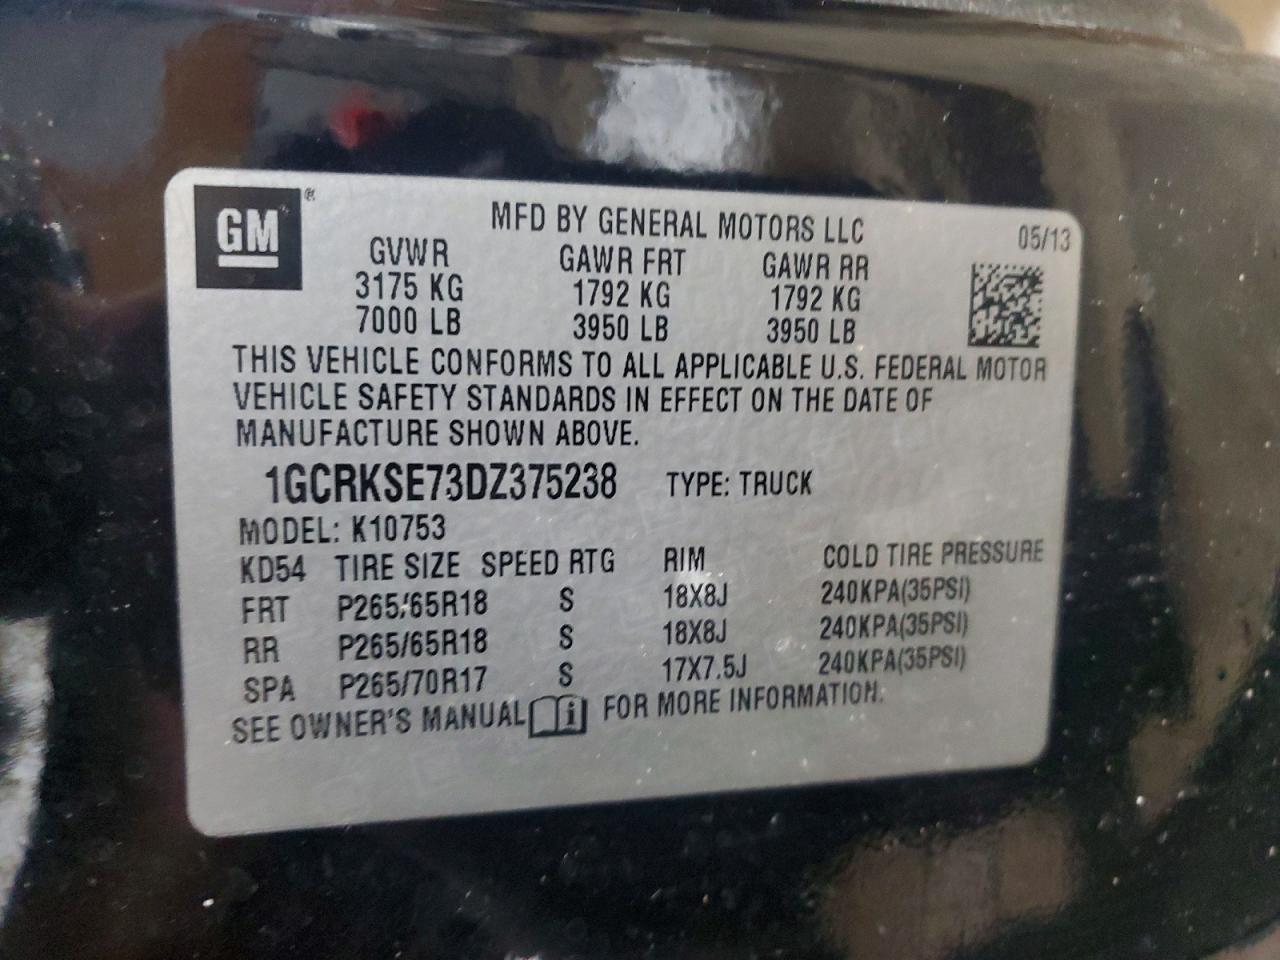 GM®
MFD BY GENERAL MOTORS LLC 05/13
GVWR GAWR FRT GAWR RR
3175 KG 1792 KG 1792 KG
7000 LB 3950 LB 3950 LB
THIS VEHICLE CONFORMS TO ALL APPLICABLE U.S. FEDERAL MOTOR
VEHICLE SAFETY STANDARDS IN EFFECT ON THE DATE OF
MANUFACTURE SHOWN ABOVE.
1GCRKSE73DZ375238 TYPE: TRUCK
MODEL: K10753
KD54 TIRE SIZE SPEED RTG RIM COLD TIRE PRESSURE
FRT P265/65R18 S 18X8J 240KPA(35PSI)
RR P265/65R18 S 18X8J 240KPA(35PSI)
SPA P265/70R17 S 17X7.5J 240KPA(35PSI)
SEE OWNER'S MANUAL i FOR MORE INFORMATION.